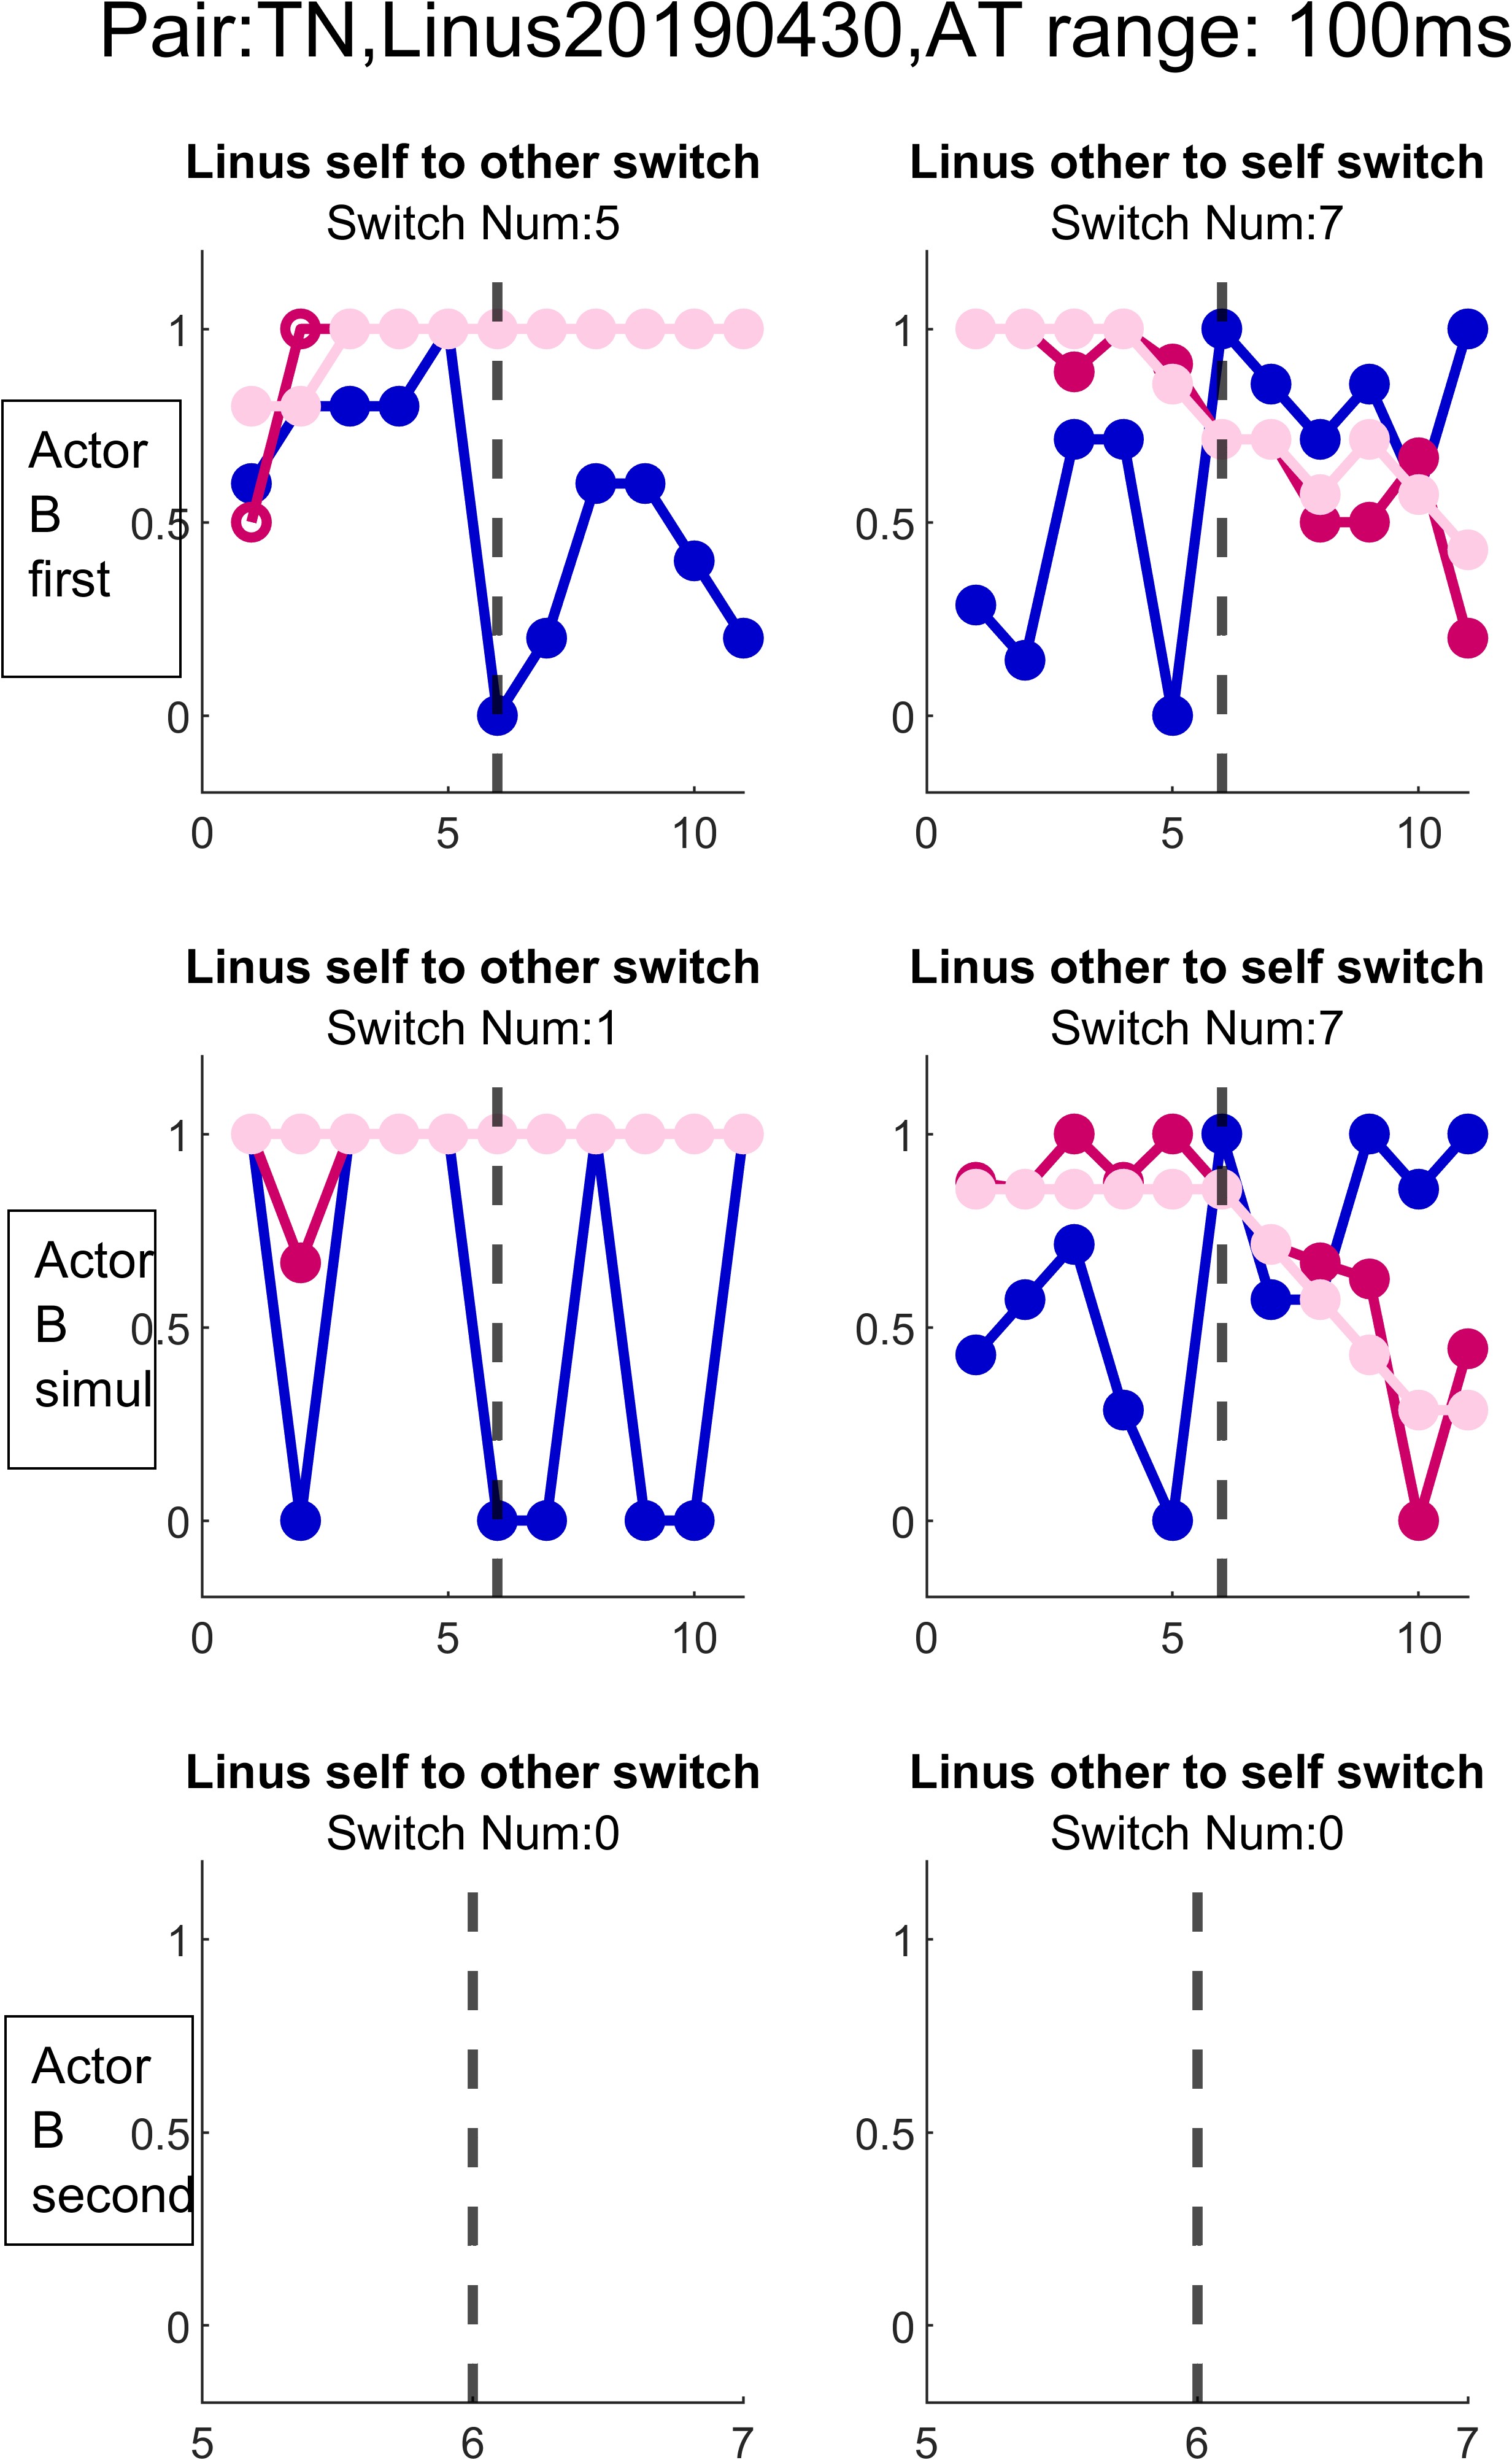 Pair:TN,Linus20190430,AT range: 100ms
Linus self to other switch
Switch Num:5
Linus other to self switch
Switch Num:7
Actor
B
first
1
0.5
0
0
5
10
1
0.5
0
0
5
10
Linus self to other switch
Switch Num:1
Linus other to self switch
Switch Num:7
Actor
B
simul
1
0.5
0
0
5
10
1
0.5
0
0
5
10
Linus self to other switch
Switch Num:0
Linus other to self switch
Switch Num:0
Actor
B
second
1
0.5
0
5
6
7
1
0.5
0
5
6
7